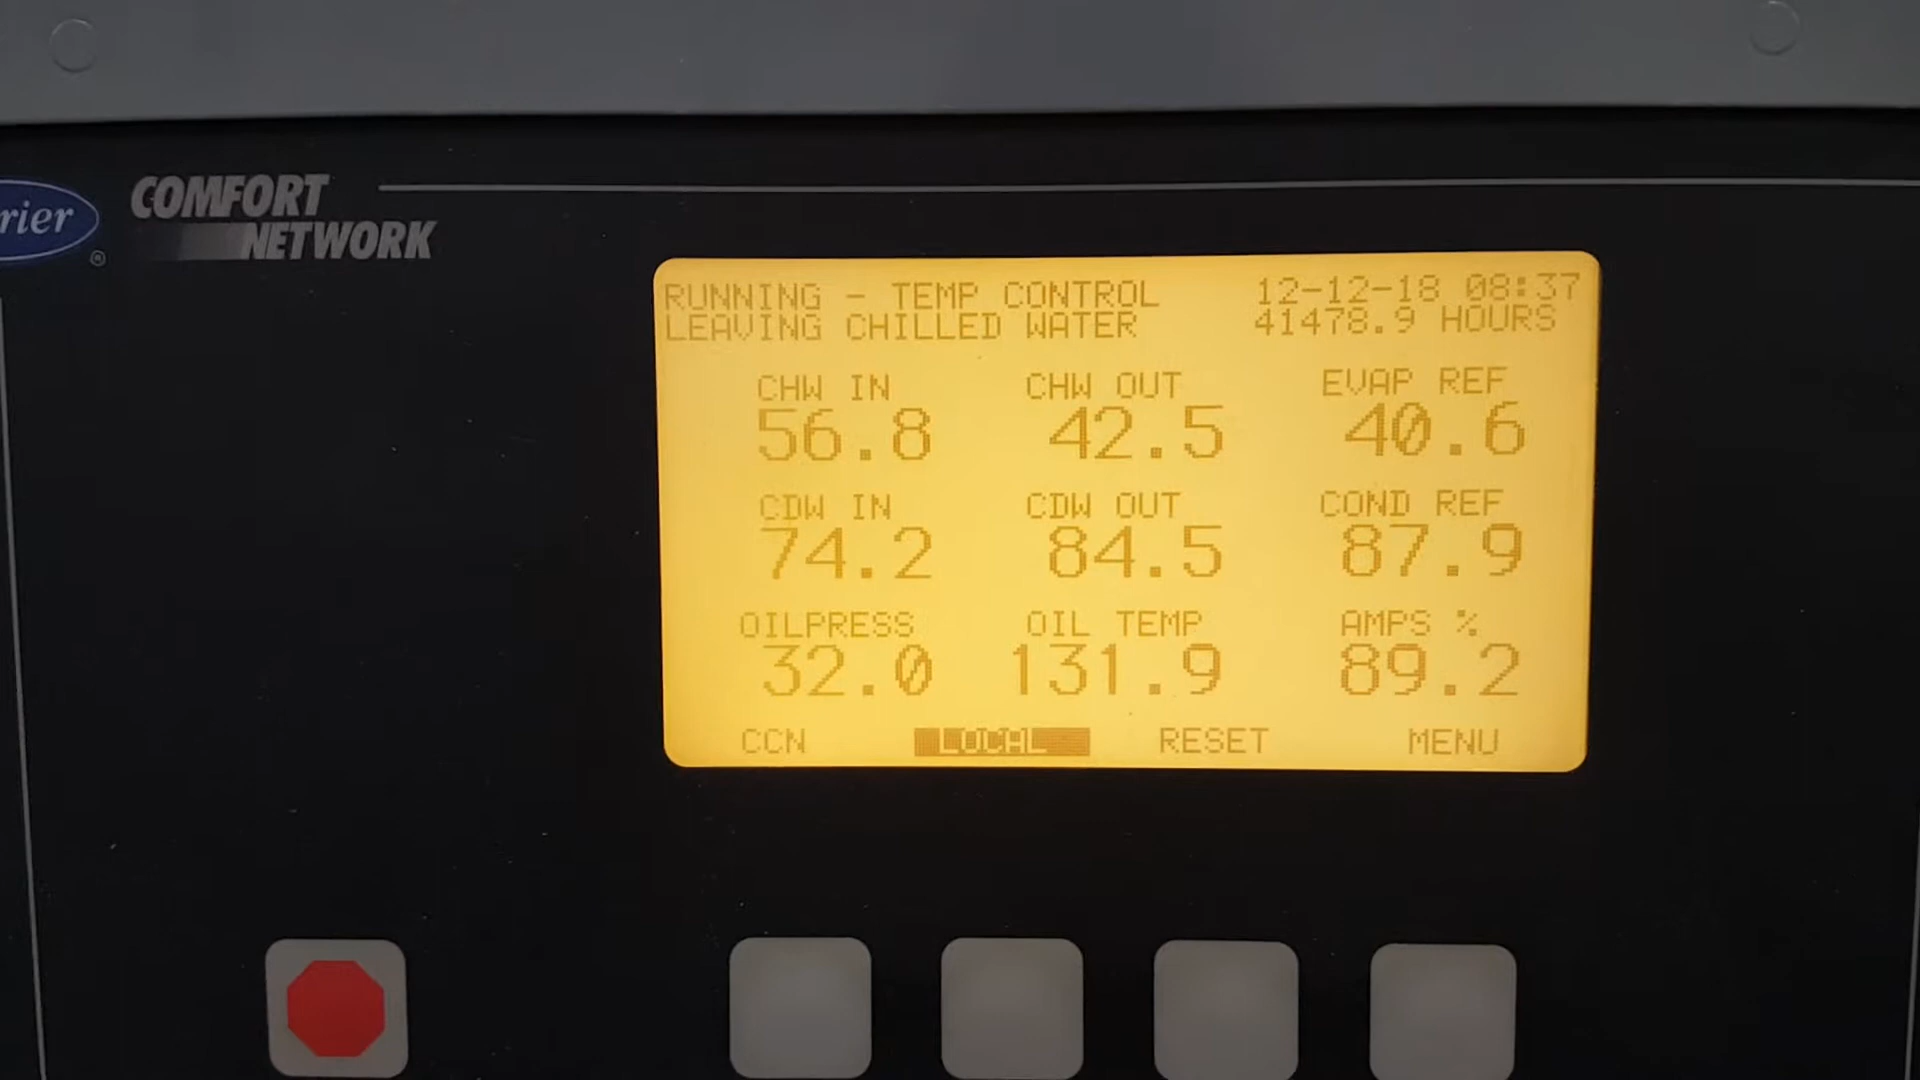 rier
®
COMFORT
NETWORK
RUNNING - TEMP CONTROL 12-12-18 08:37
LEAVING CHILLED WATER 41478.9 HOURS
CHW IN CHW OUT EVAP REF
56.8 42.5 40.6
CDW IN CDW OUT COND REF
74.2 84.5 87.9
OILPRESS OIL TEMP AMPS %
32.0 131.9 89.2
CCN LOCAL RESET MENU